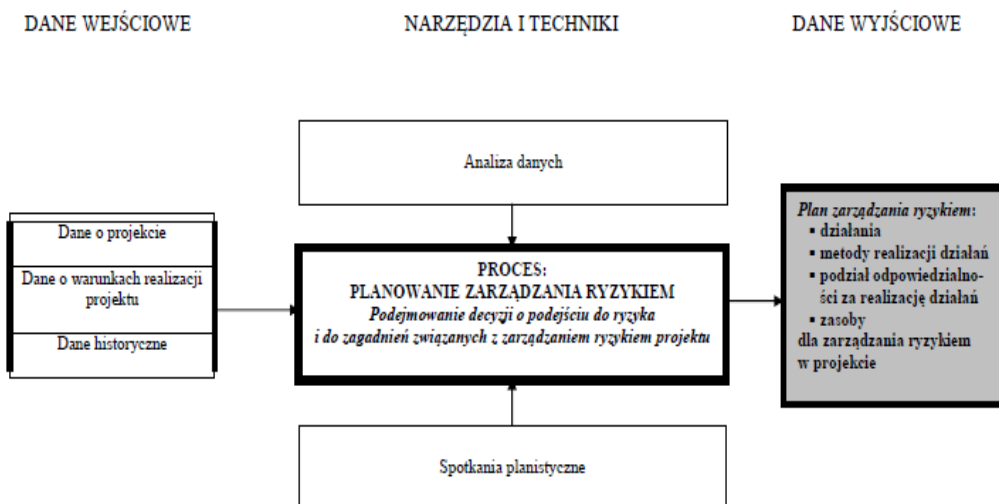 DANE WEJŚCIOWE
NARZĘDZIA I TECHNIKI
DANE WYJŚCIOWE
Analiza danych
Dane o projekcie
Dane o warunkach realizacji
projektu
Dane historyczne
PROCES:
PLANOWANIE ZARZĄDZANIA RYZYKIEM
Podejmowanie decyzji o podejściu do ryzyka
i do zagadnień związanych z zarządzaniem ryzykiem projektu
Plan zarządzania ryzykiem:
▪ działania
▪ metody realizacji działań
▪ podział odpowiedzialno-
ści za realizację działań
▪ zasoby
dla zarządzania ryzykiem
w projekcie
Spotkania planistyczne